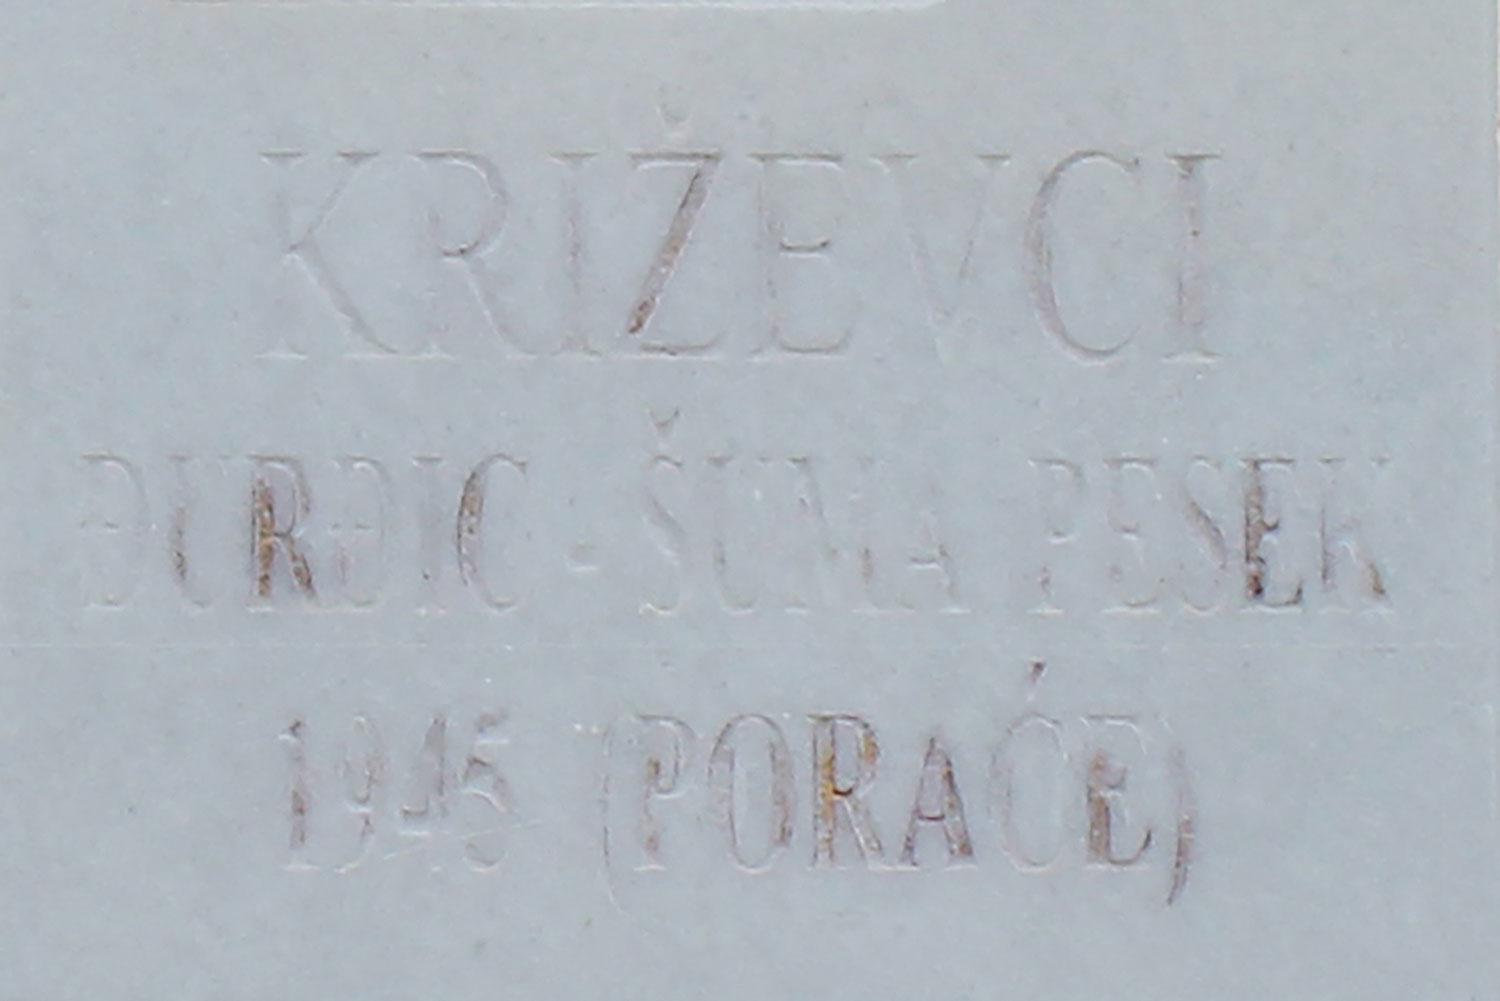 KRIŽEVCI
ĐURĐIC - ŠUMA PESEK
1945 (PORAĆE)